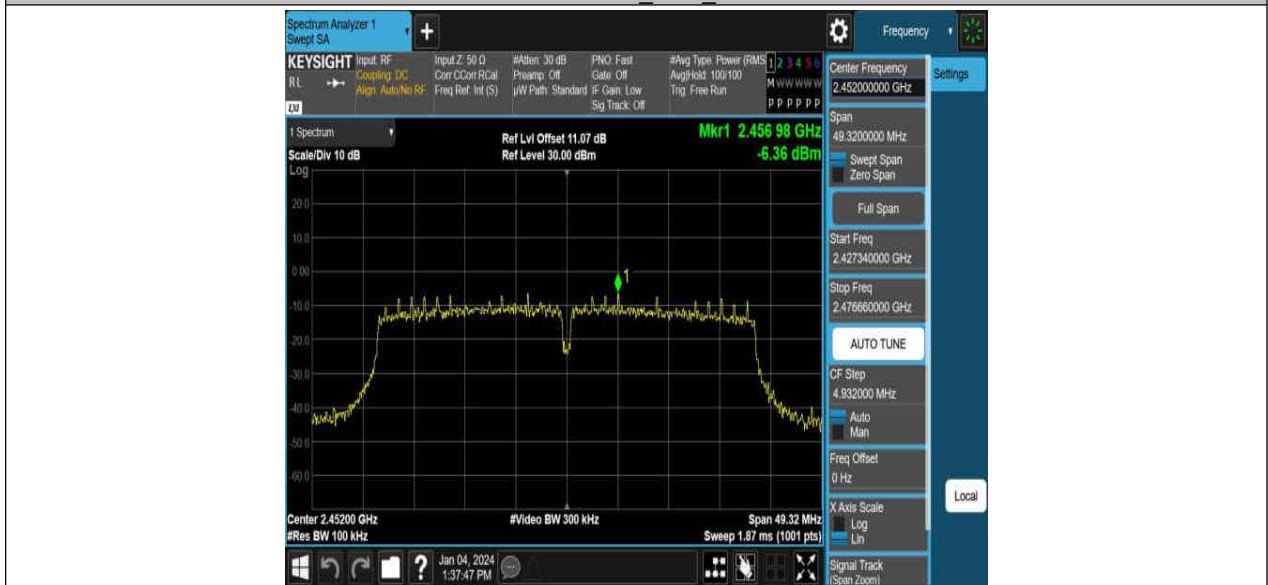 Spectrum Analyzer 1
Swept SA
+
Frequency
KEYSIGHT
RL
LXI
Input: RF
Coupling: DC
Align: Auto/No RF
Input Z: 50 Ω
Corr CCorr RCal
Freq Ref: Int (S)
#Atten: 30 dB
Preamp: Off
µW Path: Standard
PNO: Fast
Gate: Off
IF Gain: Low
Sig Track: Off
#Avg Type: Power (RMS
Avg|Hold: 100/100
Trig: Free Run
1 2 3 4 5 6
M W W W W W
P P P P P P
Center Frequency
2.452000000 GHz
Settings
1 Spectrum
Scale/Div 10 dB
Log
Ref Lvl Offset 11.07 dB
Ref Level 30.00 dBm
Mkr1 2.456 98 GHz
-6.36 dBm
20.0
10.0
0.00
-10.0
-20.0
-30.0
-40.0
-50.0
-60.0
1
Center 2.45200 GHz
#Res BW 100 kHz
#Video BW 300 kHz
Span 49.32 MHz
Sweep 1.87 ms (1001 pts)
Span
49.3200000 MHz
Swept Span
Zero Span
Full Span
Start Freq
2.427340000 GHz
Stop Freq
2.476660000 GHz
AUTO TUNE
CF Step
4.932000 MHz
Auto
Man
Freq Offset
0 Hz
X Axis Scale
Log
Lin
Local
Signal Track
(Span Zoom)
?
Jan 04, 2024
1:37:47 PM